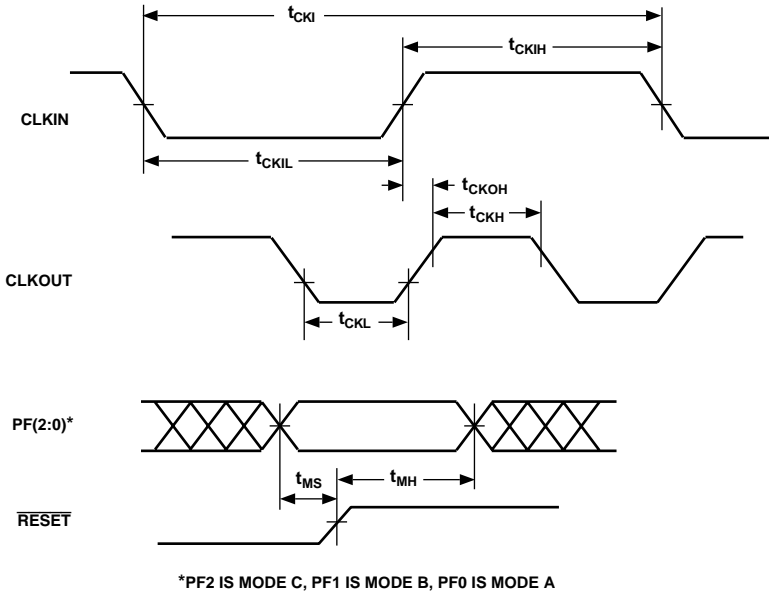 tCKI
tCKIH
CLKIN
tCKIL
tCKOH
tCKH
CLKOUT
tCKL
PF(2:0)*
tMS
tMH
RESET
*PF2 IS MODE C, PF1 IS MODE B, PF0 IS MODE A